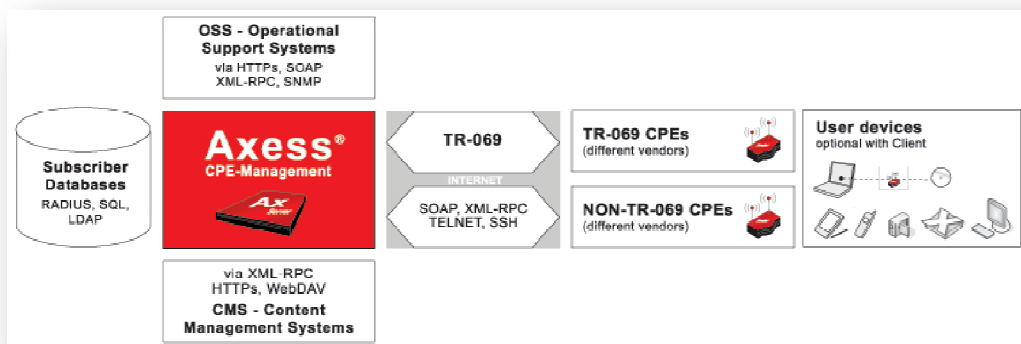 OSS - Operational
Support Systems
via HTTPs, SOAP
XML-RPC, SNMP
Subscriber
Databases
RADIUS, SQL,
LDAP
Axess®
CPE-Management
Ax
Server
via XML-RPC
HTTPs, WebDAV
CMS - Content
Management Systems
TR-069
INTERNET
SOAP, XML-RPC
TELNET, SSH
TR-069 CPEs
(different vendors)
NON-TR-069 CPEs
(different vendors)
User devices
optional with Client